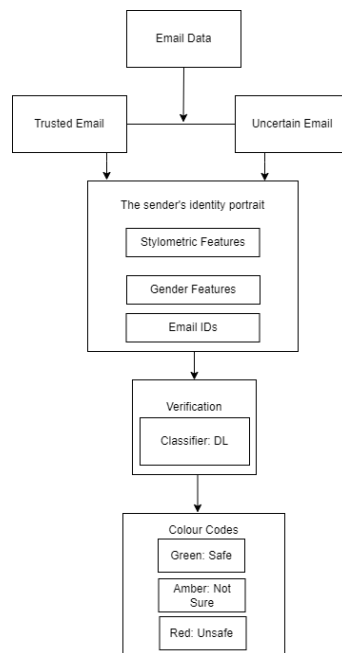 Email Data
Trusted Email
Uncertain Email
The sender's identity portrait
Stylometric Features
Gender Features
Email IDs
Verification
Classifier: DL
Colour Codes
Green: Safe
Amber: Not
Sure
Red: Unsafe